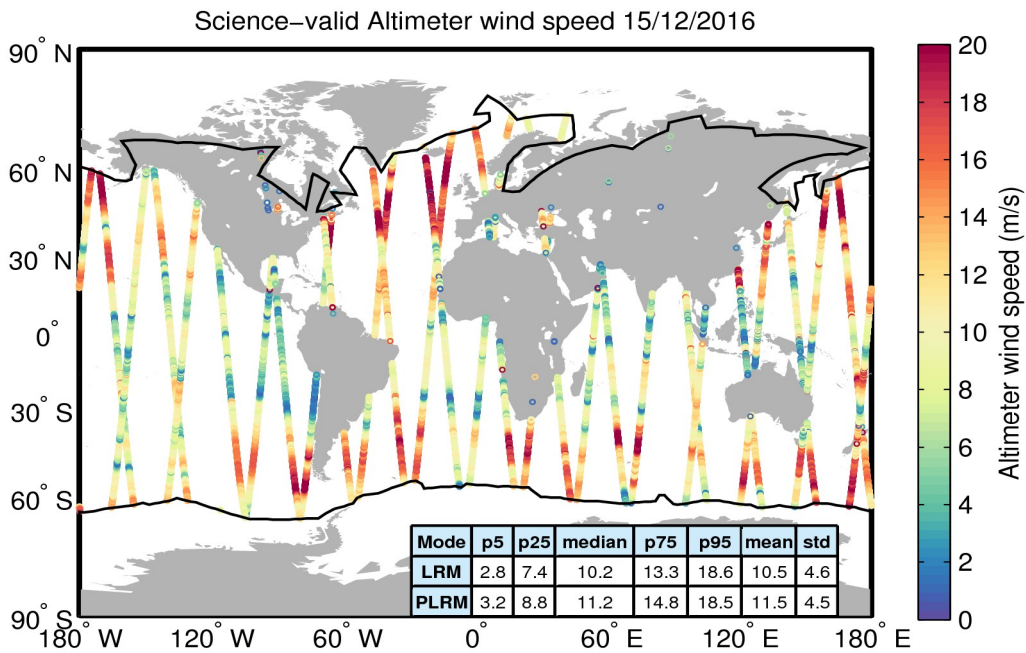 Science−valid Altimeter wind speed 15/12/2016
90° N
60° N
30° N
0°
30° S
60° S
90° S
180° W
120° W
60° W
0°
60° E
120° E
180° E
Mode p5 p25 median p75 p95 mean std
LRM 2.8 7.4 10.2 13.3 18.6 10.5 4.6
PLRM 3.2 8.8 11.2 14.8 18.5 11.5 4.5
20
18
16
14
12
10
8
6
4
2
0
Altimeter wind speed (m/s)